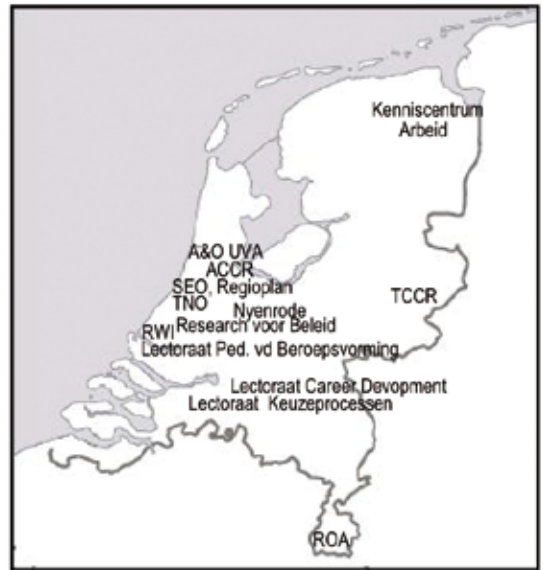 Kenniscentrum
Arbeid
A&O UVA
ACCR
SEO, Regioplan
TNO
TCCR
Nyenrode
RWI
Research voor Beleid
Lectoraat Ped. vd Beroepsvorming
Lectoraat Career Devopment
Lectoraat Keuzeprocessen
ROA